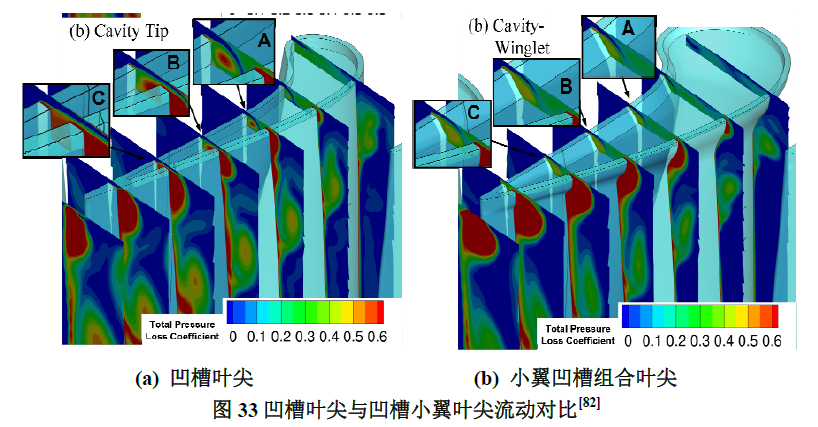 (b) Cavity Tip
A
B
C
Total Pressure
Loss Coefficient
0 0.1 0.2 0.3 0.4 0.5 0.6
(b) Cavity-
Winglet
A
B
C
Total Pressure
Loss Coefficient
0 0.1 0.2 0.3 0.4 0.5 0.6
(a) 凹槽叶尖
(b) 小翼凹槽组合叶尖
图 33 凹槽叶尖与凹槽小翼叶尖流动对比[82]